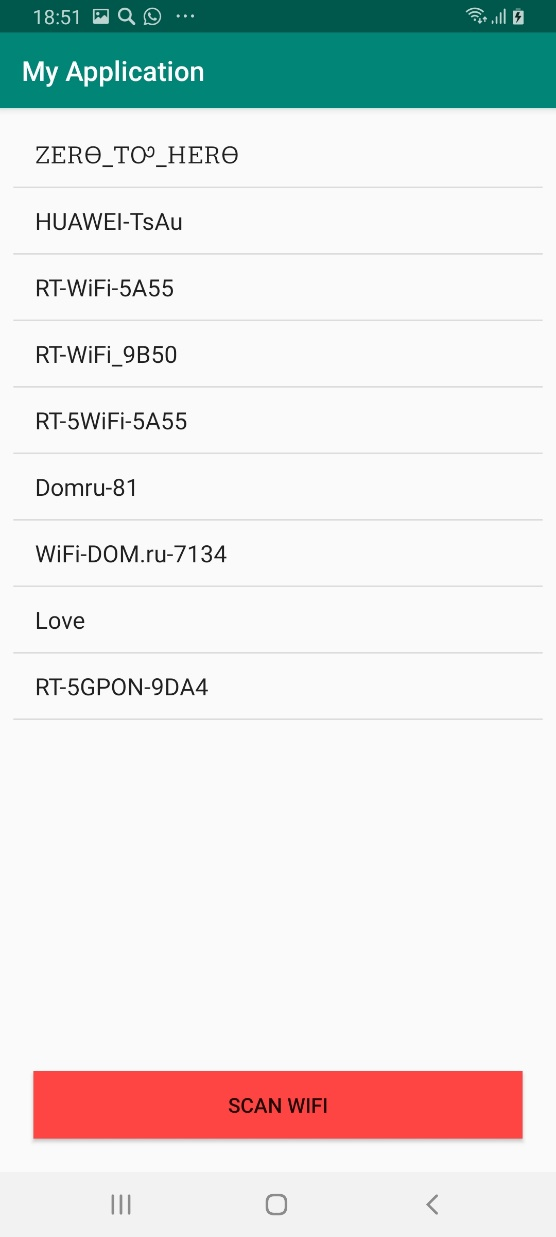 18:51
My Application
ZERϴ_TO⁹_HERϴ
HUAWEI-TsAu
RT-WiFi-5A55
RT-WiFi_9B50
RT-5WiFi-5A55
Domru-81
WiFi-DOM.ru-7134
Love
RT-5GPON-9DA4
SCAN WIFI